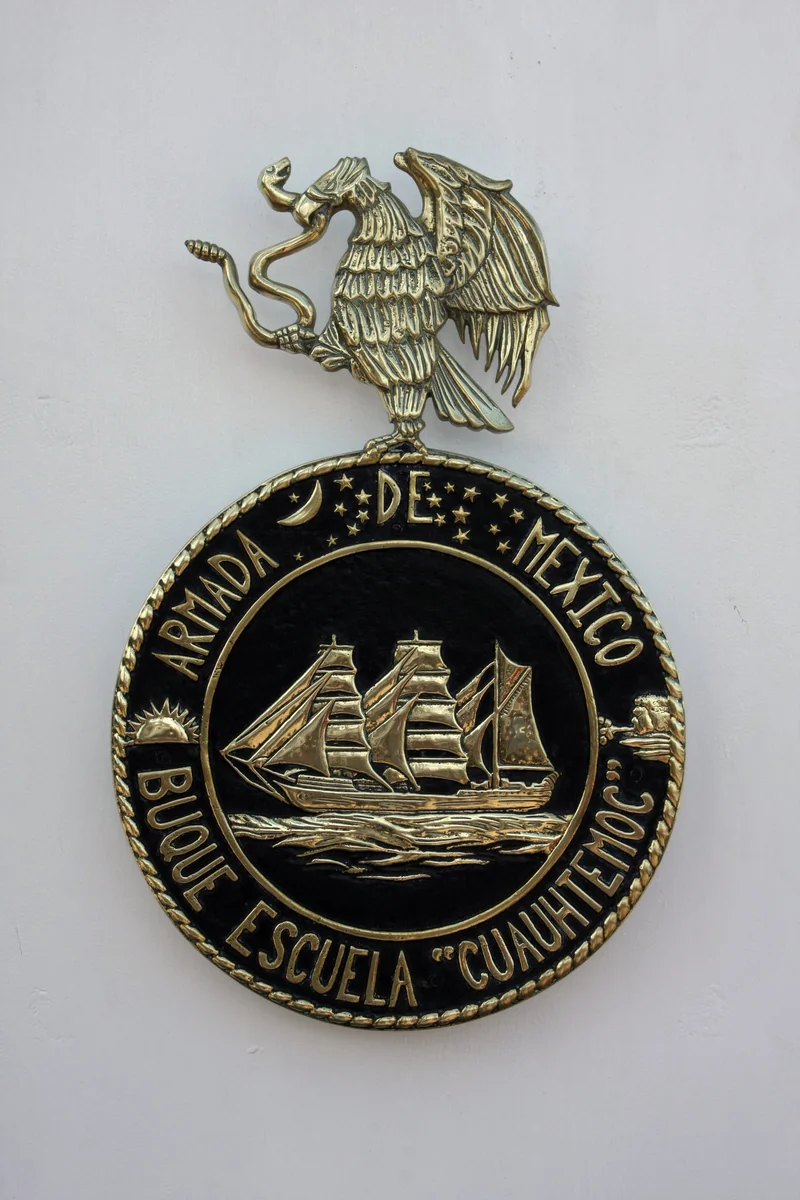 ARMADA DE MEXICO
BUQUE ESCUELA "CUAUHTEMOC"